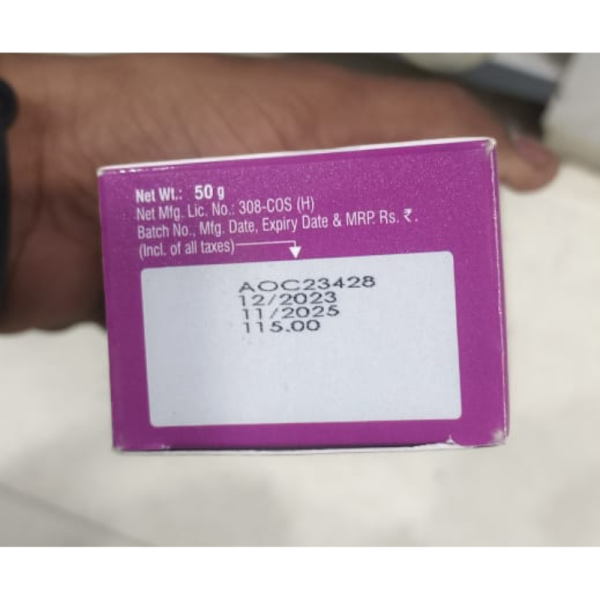 Net Wt.: 50 g
Net Mfg. Lic. No.: 308-COS (H)
Batch No., Mfg. Date, Expiry Date & MRP. Rs. ₹.
(Incl. of all taxes)
AOC23428
12/2023
11/2025
115.00